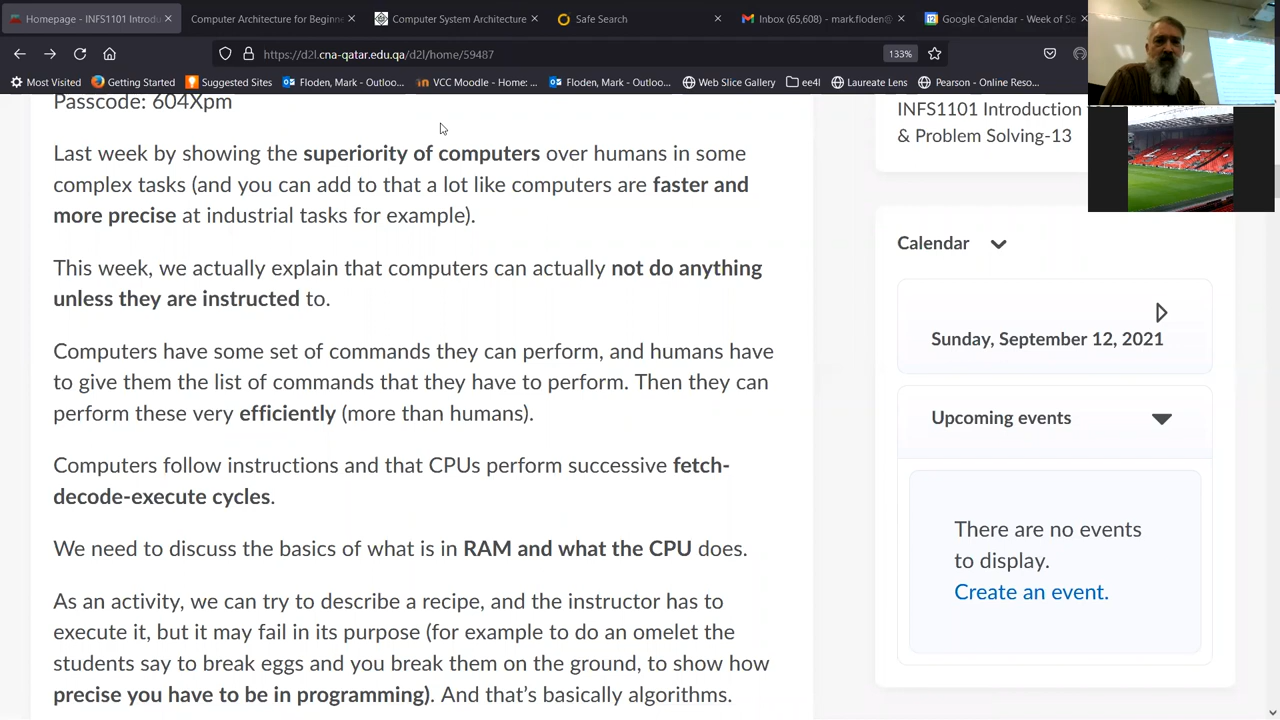 Homepage - INFS1101 Introdu
Computer Architecture for Beginne
Computer System Architecture
Safe Search
Inbox (65,608) - mark.floden@
Google Calendar - Week of Se
https://d2l.cna-qatar.edu.qa/d2l/home/59487
133%
Most Visited
Getting Started
Suggested Sites
Floden, Mark - Outloo...
VCC Moodle - Home: ...
Floden, Mark - Outloo...
Web Slice Gallery
ee4l
Laureate Lens
Pearson - Online Reso...
Passcode: 604Xpm
Last week by showing the superiority of computers over humans in some
complex tasks (and you can add to that a lot like computers are faster and
more precise at industrial tasks for example).
This week, we actually explain that computers can actually not do anything
unless they are instructed to.
Computers have some set of commands they can perform, and humans have
to give them the list of commands that they have to perform. Then they can
perform these very efficiently (more than humans).
Computers follow instructions and that CPUs perform successive fetch-
decode-execute cycles.
We need to discuss the basics of what is in RAM and what the CPU does.
As an activity, we can try to describe a recipe, and the instructor has to
execute it, but it may fail in its purpose (for example to do an omelet the
students say to break eggs and you break them on the ground, to show how
precise you have to be in programming). And that's basically algorithms.
INFS1101 Introduction
& Problem Solving-13
Calendar
Sunday, September 12, 2021
Upcoming events
There are no events
to display.
Create an event.